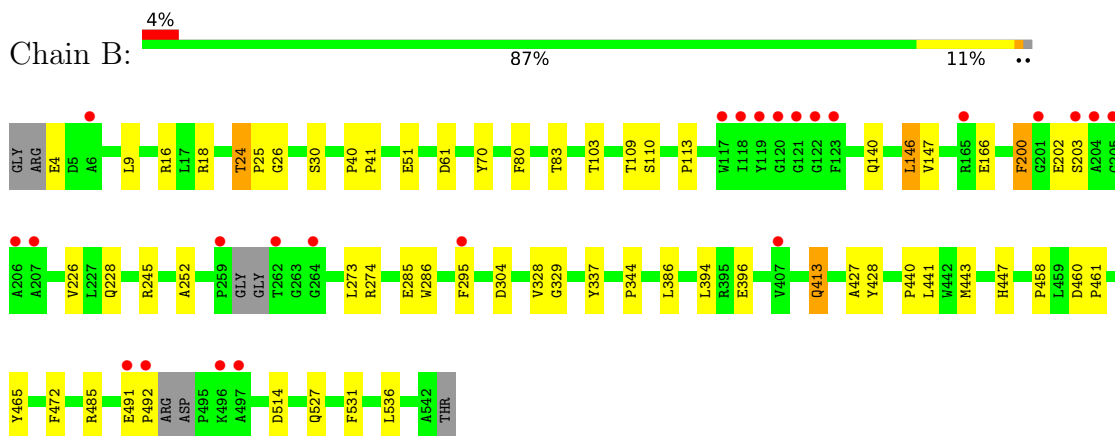 4%
Chain B:
87% 11% ••
GLY ARG E4 D5 A6 L9 R16 L17 R18 T24 P25 G26 S30 P40 P41 E51 D61 Y70 F80 T83 T103 T109 S110 P113 W117 I118 Y119 G120 G121 G122 F123 Q140 L146 V147 R165 E166 F200 G201 E202 S203 A204 G205
A206 A207 V226 L227 Q228 R245 A252 P259 GLY GLY T262 G263 G264 L273 R274 E285 W286 F295 D304 V328 G329 Y337 P344 L386 L394 R395 E396 V407 Q413 A427 Y428 P440 L441 W442 M443 H447 P458 L459 D460 P461
Y465 F472 R485 E491 P492 ARG ASP P495 K496 A497 D514 Q527 F531 L536 A542 THR